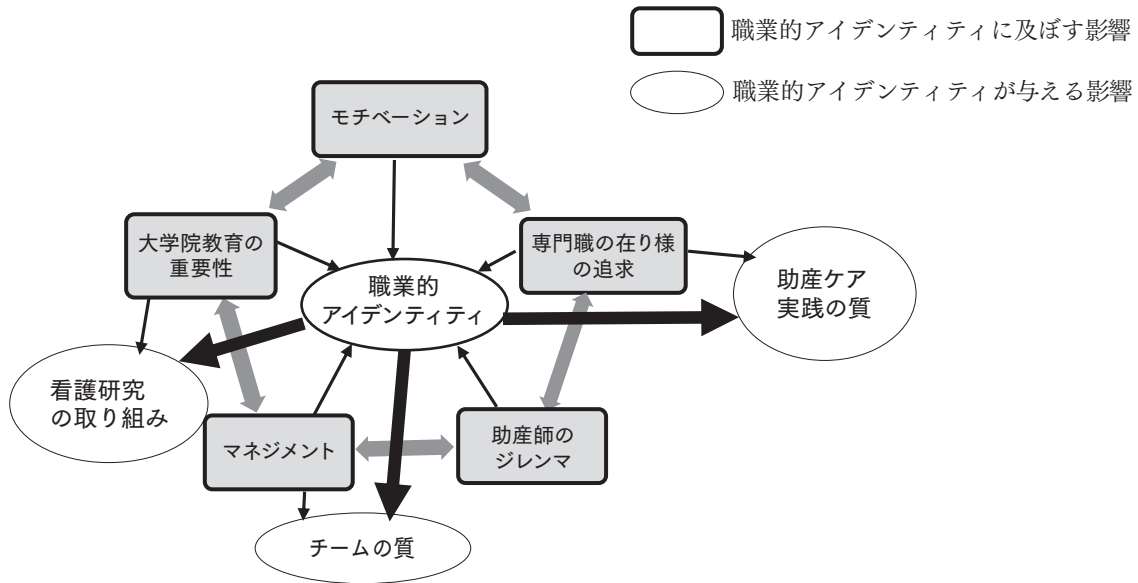 職業的アイデンティティに及ぼす影響
職業的アイデンティティが与える影響
モチベーション
大学院教育の
重要性
専門職の在り様
の追求
職業的
アイデンティティ
助産ケア
実践の質
看護研究
の取り組み
マネジメント
助産師の
ジレンマ
チームの質